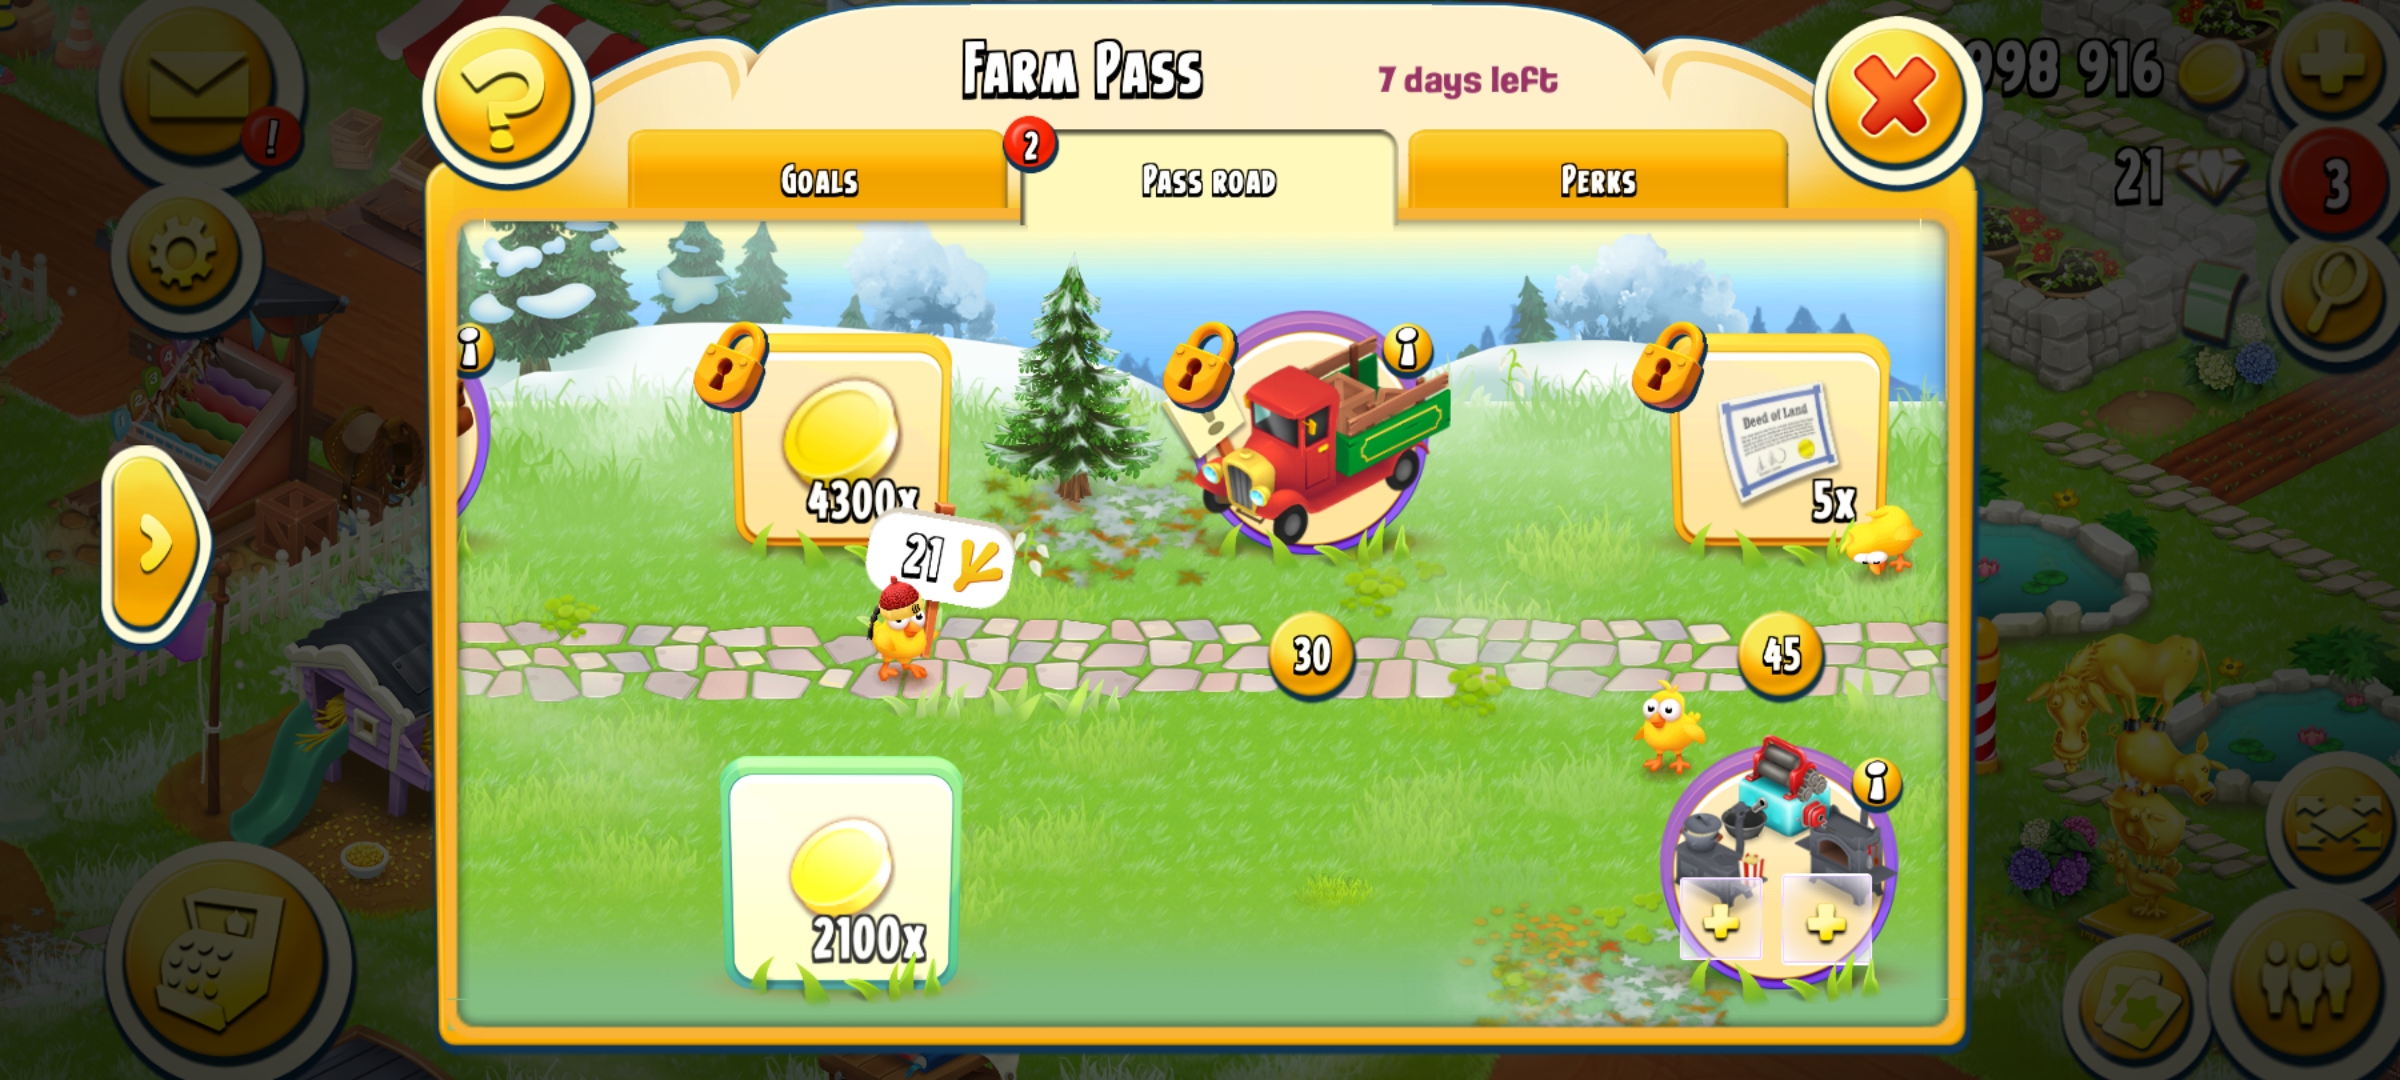 FARM PASS
7 days left
998 916
2
GOALS
PASS ROAD
PERKS
21
3
!
4300x
Deed of Land
5x
21
30
45
2100x